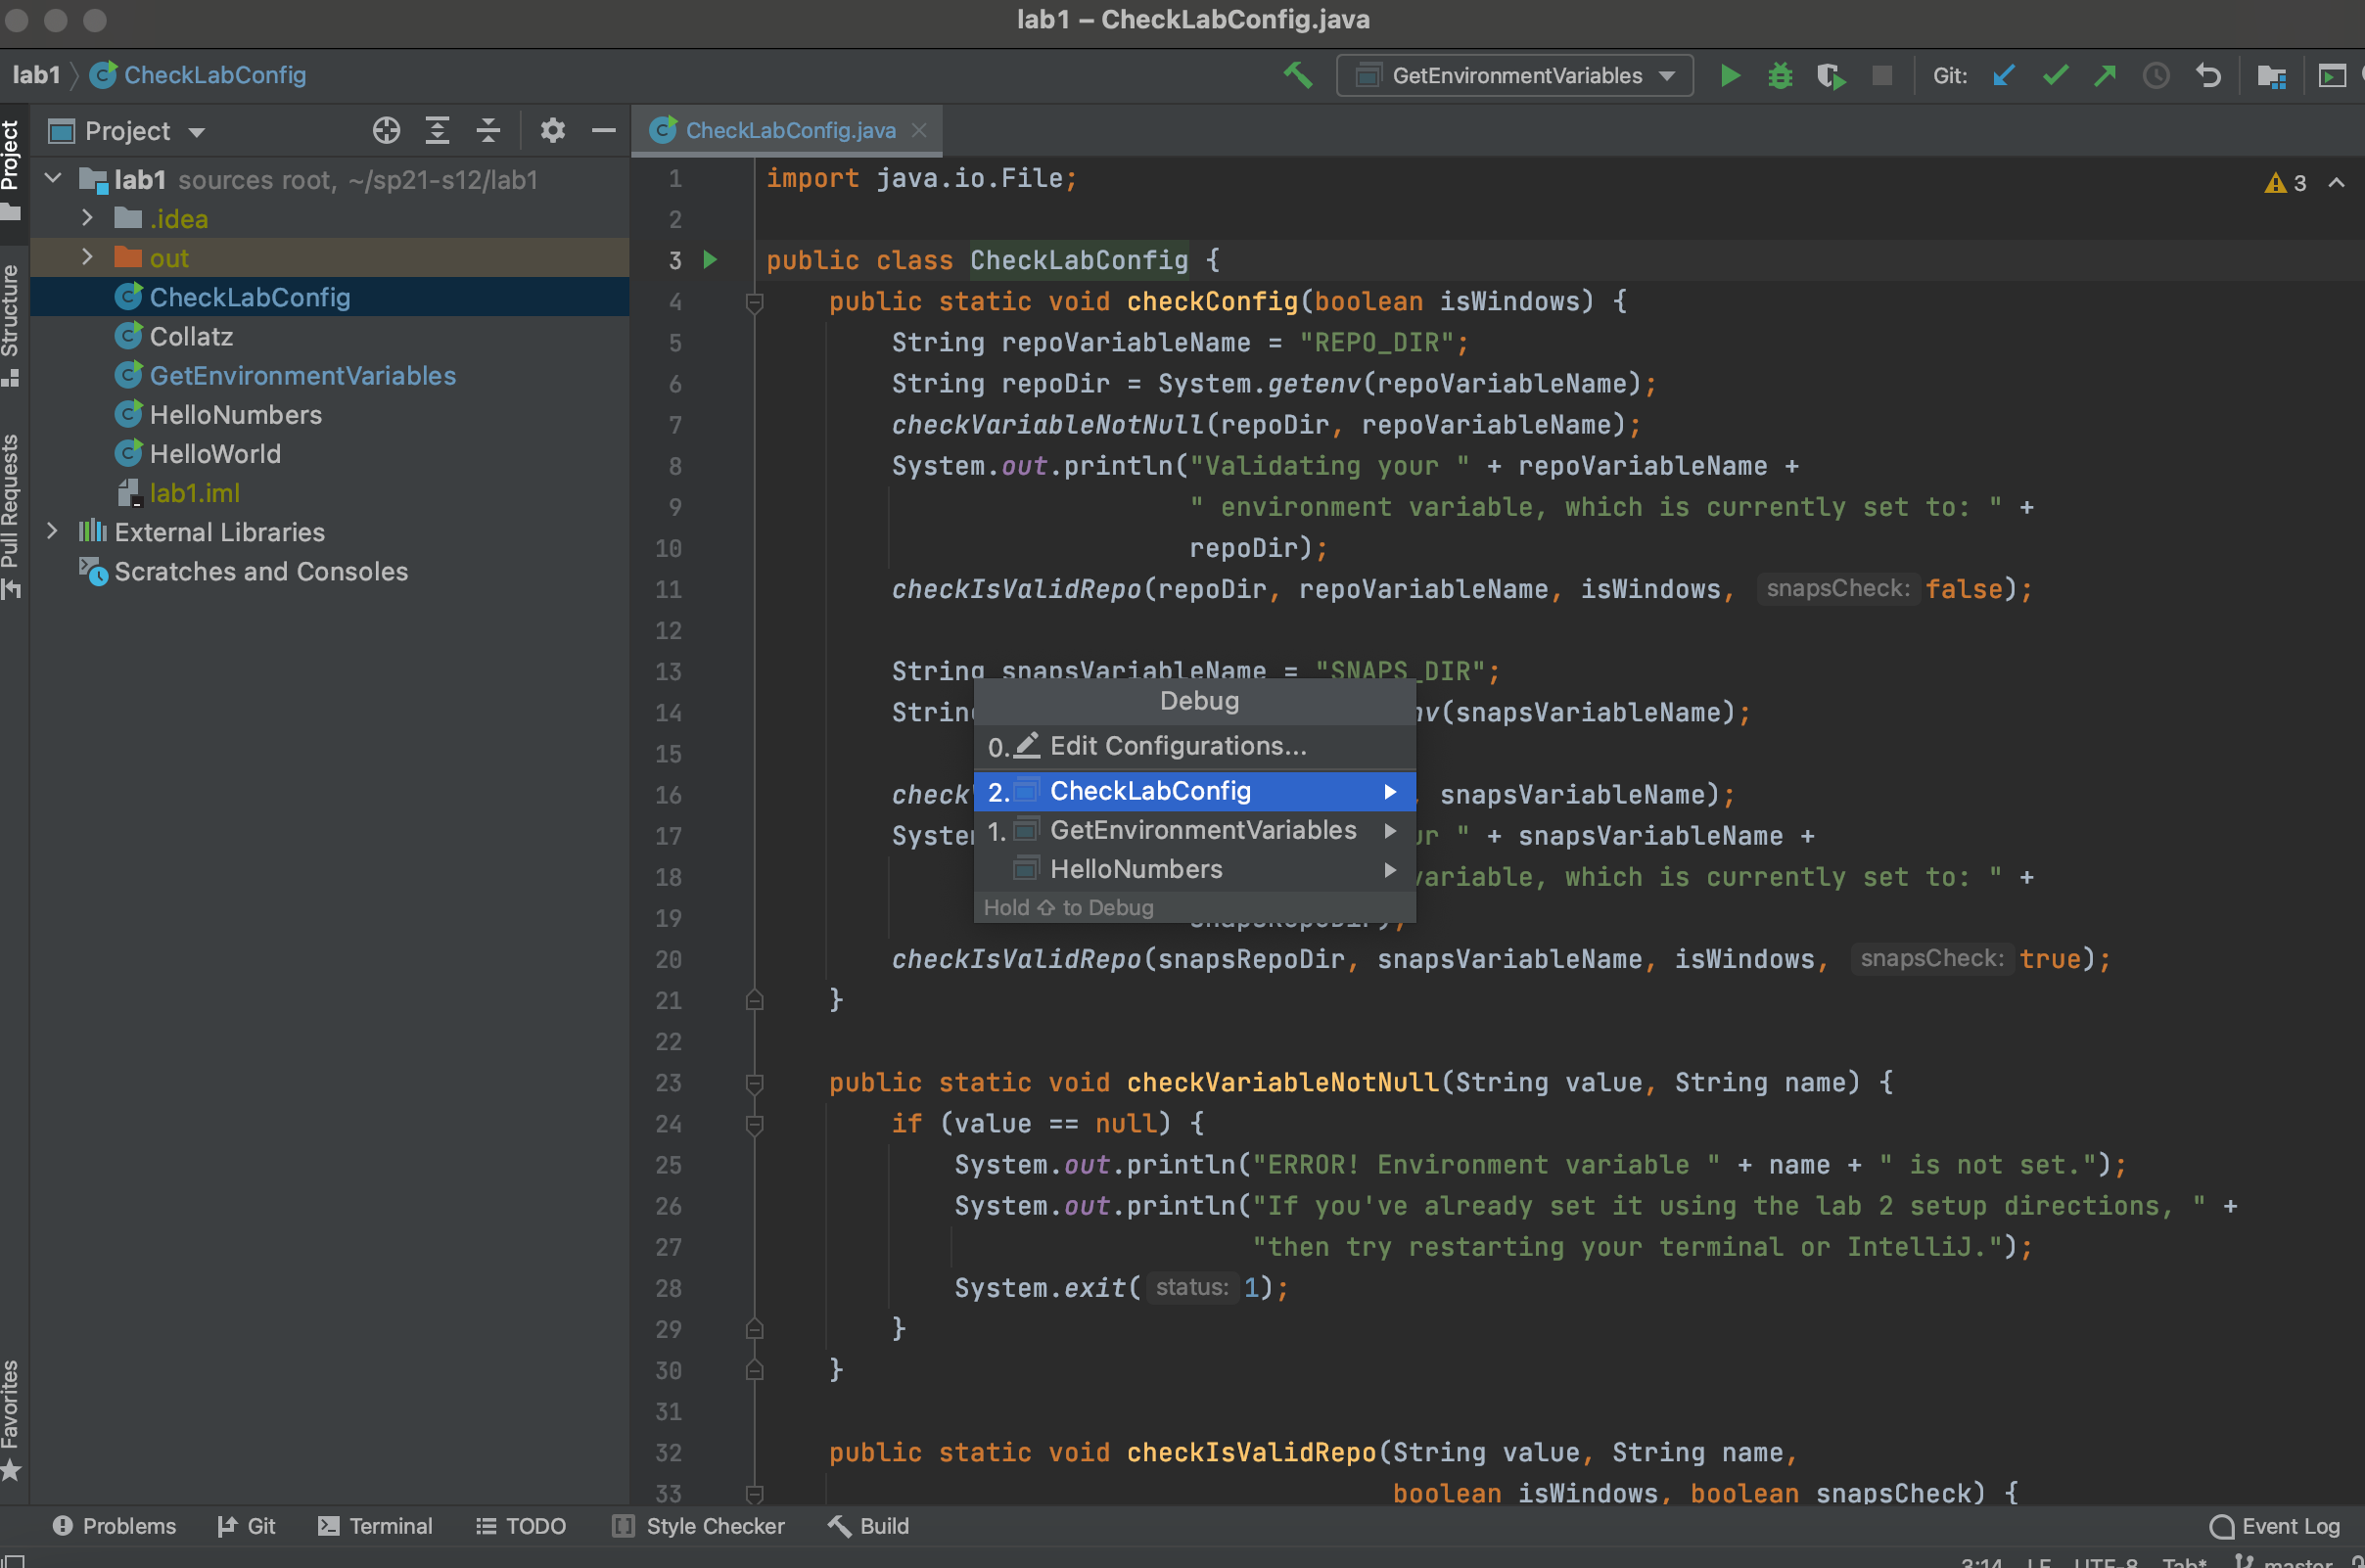 lab1 – CheckLabConfig.java
lab1 CheckLabConfig
GetEnvironmentVariables
Git:
Project
Structure
Pull Requests
Favorites
Project
lab1 sources root, ~/sp21-s12/lab1
.idea
out
CheckLabConfig
Collatz
GetEnvironmentVariables
HelloNumbers
HelloWorld
lab1.iml
External Libraries
Scratches and Consoles
CheckLabConfig.java
3
1 import java.io.File;
2
3 public class CheckLabConfig {
4 public static void checkConfig(boolean isWindows) {
5 String repoVariableName = "REPO_DIR";
6 String repoDir = System.getenv(repoVariableName);
7 checkVariableNotNull(repoDir, repoVariableName);
8 System.out.println("Validating your " + repoVariableName +
9 " environment variable, which is currently set to: " +
10 repoDir);
11 checkIsValidRepo(repoDir, repoVariableName, isWindows, snapsCheck: false);
12
13 String snapsVariableName = "SNAPS_DIR";
14 String nv(snapsVariableName);
15
16 check , snapsVariableName);
17 System ur " + snapsVariableName +
18 variable, which is currently set to: " +
19 snapsRepoDir);
20 checkIsValidRepo(snapsRepoDir, snapsVariableName, isWindows, snapsCheck: true);
21 }
22
23 public static void checkVariableNotNull(String value, String name) {
24 if (value == null) {
25 System.out.println("ERROR! Environment variable " + name + " is not set.");
26 System.out.println("If you've already set it using the lab 2 setup directions, " +
27 "then try restarting your terminal or IntelliJ.");
28 System.exit( status: 1);
29 }
30 }
31
32 public static void checkIsValidRepo(String value, String name,
33 boolean isWindows, boolean snapsCheck) {
Debug
0. Edit Configurations...
2. CheckLabConfig
1. GetEnvironmentVariables
HelloNumbers
Hold ⇧ to Debug
Problems Git Terminal TODO Style Checker Build Event Log
3:14 LF UTF-8 Tab* master